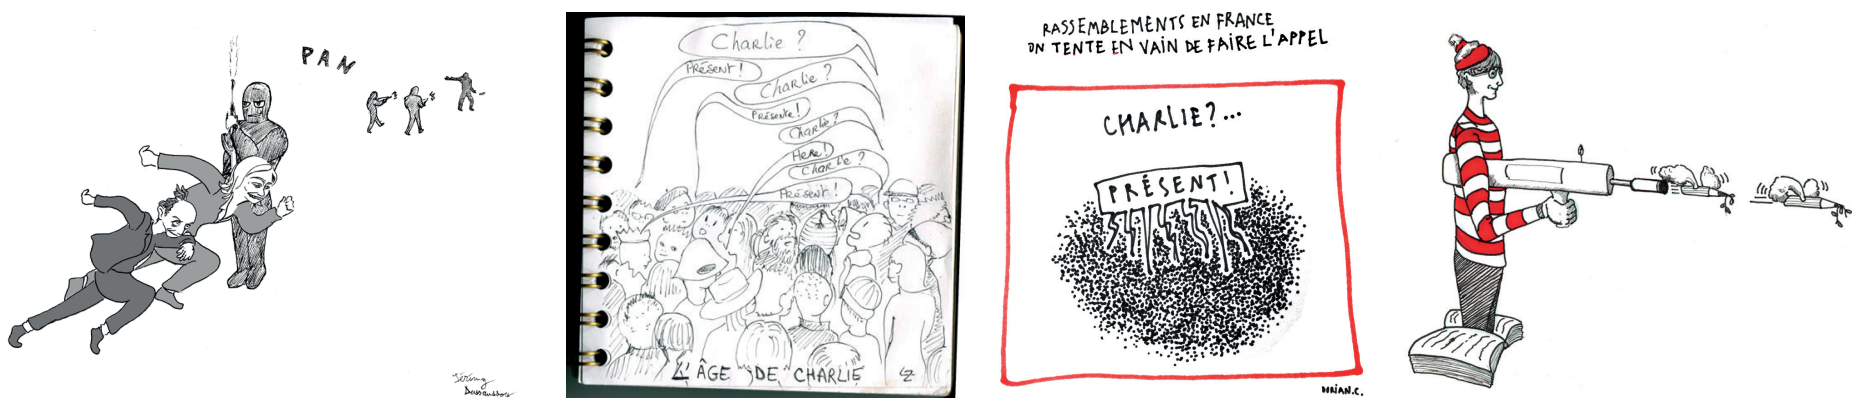 PAN
Jérémy
Charlie ?
PRÉSENT !
Charlie ?
PRÉSENTE !
Charlie ?
HERE !
Charlie ?
PRÉSENT !
L'ÂGE DE CHARLIE
RASSEMBLEMENTS EN FRANCE
ON TENTE EN VAIN DE FAIRE L'APPEL
CHARLIE ?...
PRÉSENT !